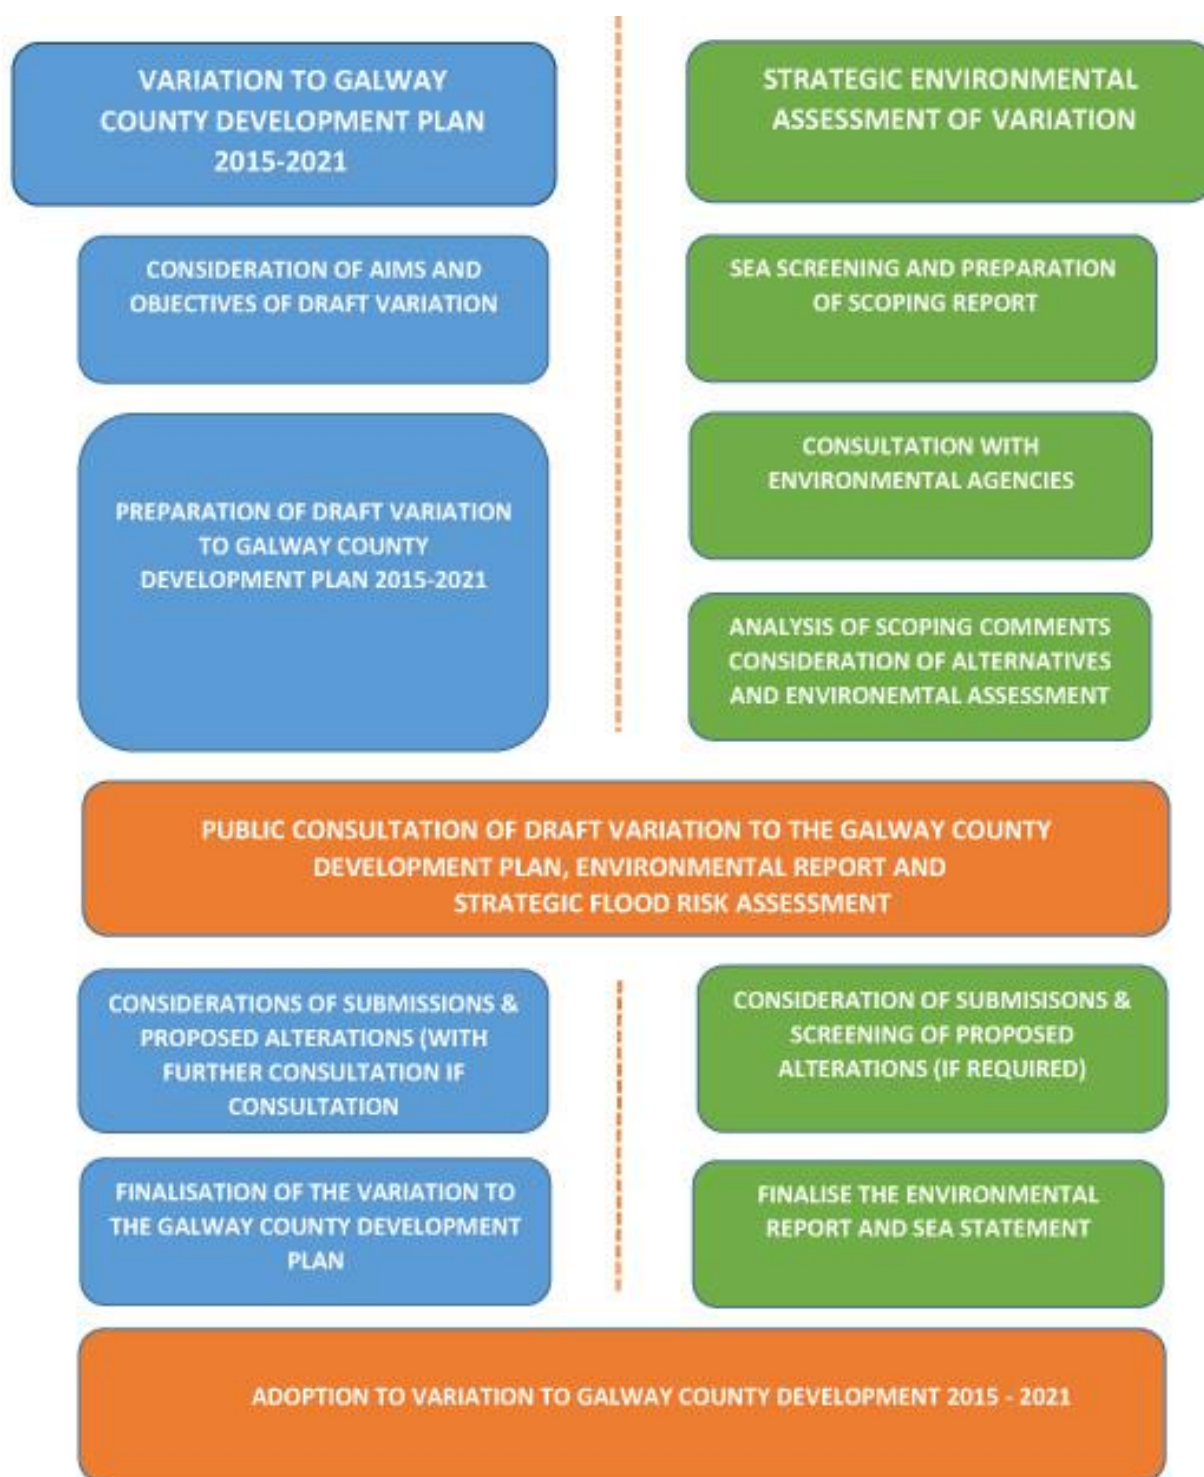 VARIATION TO GALWAY
COUNTY DEVELOPMENT PLAN
2015-2021
STRATEGIC ENVIRONMENTAL
ASSESSMENT OF VARIATION
CONSIDERATION OF AIMS AND
OBJECTIVES OF DRAFT VARIATION
SEA SCREENING AND PREPARATION
OF SCOPING REPORT
PREPARATION OF DRAFT VARIATION
TO GALWAY COUNTY
DEVELOPMENT PLAN 2015-2021
CONSULTATION WITH
ENVIRONMENTAL AGENCIES
ANALYSIS OF SCOPING COMMENTS
CONSIDERATION OF ALTERNATIVES
AND ENVIRONEMTAL ASSESSMENT
PUBLIC CONSULTATION OF DRAFT VARIATION TO THE GALWAY COUNTY
DEVELOPMENT PLAN, ENVIRONMENTAL REPORT AND
STRATEGIC FLOOD RISK ASSESSMENT
CONSIDERATIONS OF SUBMISSIONS &
PROPOSED ALTERATIONS (WITH
FURTHER CONSULTATION IF
CONSULTATION
CONSIDERATION OF SUBMISISONS &
SCREENING OF PROPOSED
ALTERATIONS (IF REQUIRED)
FINALISATION OF THE VARIATION TO
THE GALWAY COUNTY DEVELOPMENT
PLAN
FINALISE THE ENVIRONMENTAL
REPORT AND SEA STATEMENT
ADOPTION TO VARIATION TO GALWAY COUNTY DEVELOPMENT 2015 - 2021